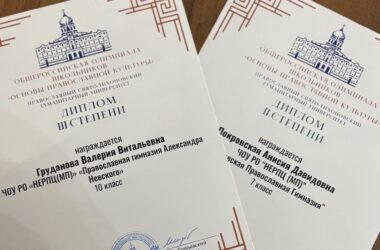 ОБЩЕРОССИЙСКАЯ ОЛИМПИАДА
ШКОЛЬНИКОВ
«ОСНОВЫ ПРАВОСЛАВНОЙ КУЛЬТУРЫ»
ПРАВОСЛАВНЫЙ СВЯТО-ТИХОНОВСКИЙ
ГУМАНИТАРНЫЙ УНИВЕРСИТЕТ
ДИПЛОМ
III СТЕПЕНИ
награждается
Груданова Валерия Витальевна
ЧОУ РО «НЕРПЦ(МП)» «Православная гимназия Александра
Невского»
10 класс
ОБЩЕРОССИЙСКАЯ ОЛИМПИАДА
ШКОЛЬНИКОВ
«ОСНОВЫ ПРАВОСЛАВНОЙ КУЛЬТУРЫ»
ПРАВОСЛАВНЫЙ СВЯТО-ТИХОНОВСКИЙ
ГУМАНИТАРНЫЙ УНИВЕРСИТЕТ
ДИПЛОМ
III СТЕПЕНИ
награждается
Покровская Анисия Давидовна
ЧОУ РО "НЕРПЦ (МП)"
Православная Гимназия"
7 класс